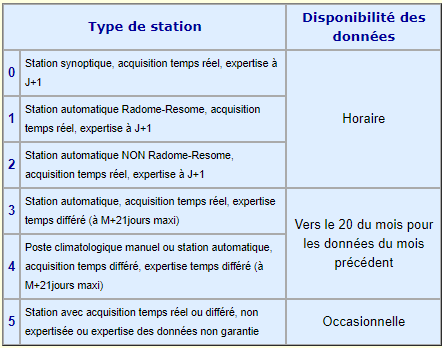 Type de station
Disponibilité des
données
0
Station synoptique, acquisition temps réel, expertise à
J+1
1
Station automatique Radome-Resome, acquisition
temps réel, expertise à J+1
2
Station automatique NON Radome-Resome,
acquisition temps réel, expertise à J+1
Horaire
3
Station automatique, acquisition temps réel, expertise
temps différé (à M+21jours maxi)
4
Poste climatologique manuel ou station automatique,
acquisition temps différé, expertise temps différé (à
M+21jours maxi)
Vers le 20 du mois pour
les données du mois
précédent
5
Station avec acquisition temps réel ou différé, non
expertisée ou expertise des données non garantie
Occasionnelle